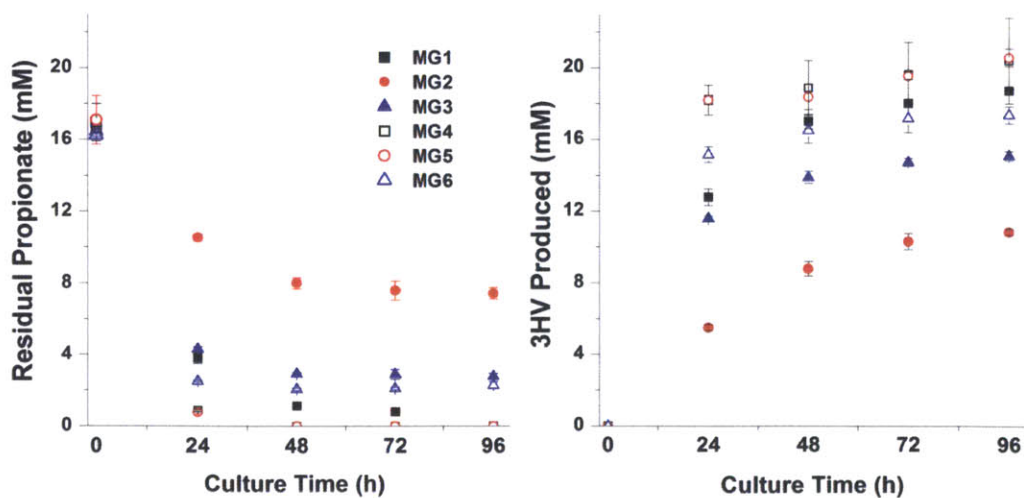 Residual Propionate (mM)
20
16
12
8
4
0
MG1
MG2
MG3
MG4
MG5
MG6
0 24 48 72 96
Culture Time (h)
3HV Produced (mM)
20
16
12
8
4
0
0 24 48 72 96
Culture Time (h)